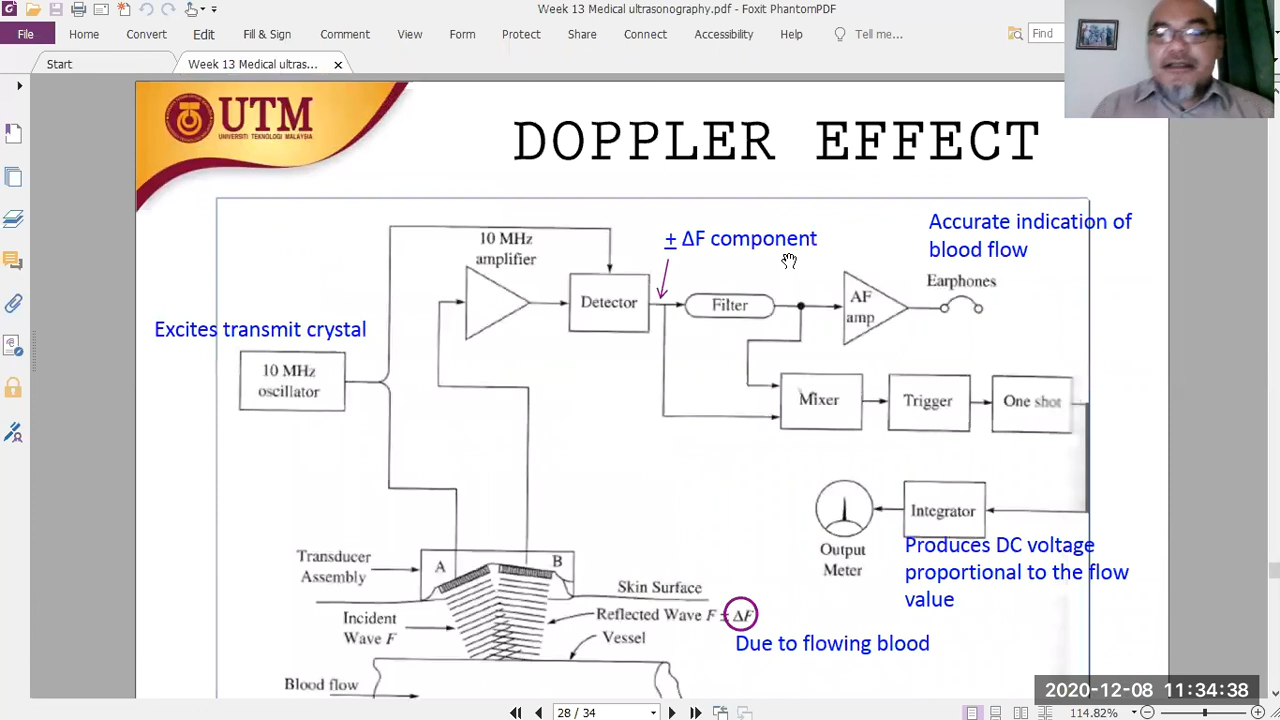 Week 13 Medical ultrasonography.pdf - Foxit PhantomPDF
File Home Convert Edit Fill & Sign Comment View Form Protect Share Connect Accessibility Help Tell me... Find
Start Week 13 Medical ultras...
UTM
UNIVERSITI TEKNOLOGI MALAYSIA
DOPPLER EFFECT
Accurate indication of
blood flow
± ΔF component
10 MHz
amplifier
Earphones
Detector
Filter
AF
amp
Excites transmit crystal
10 MHz
oscillator
Mixer
Trigger
One shot
Integrator
Output
Meter
Produces DC voltage
proportional to the flow
value
Transducer
Assembly
A
B
Skin Surface
Incident
Wave F
Reflected Wave F ± ΔF
Vessel
Due to flowing blood
Blood flow
2020-12-08 11:34:38
28 / 34
114.82%